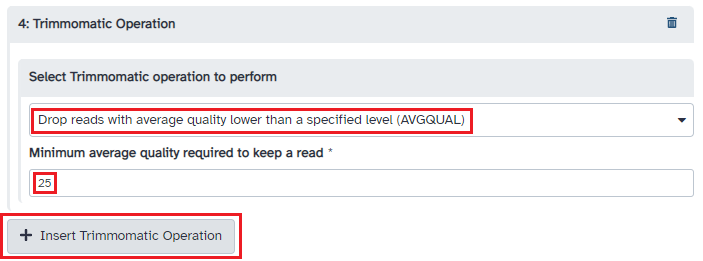 4: Trimmomatic Operation
Select Trimmomatic operation to perform
Drop reads with average quality lower than a specified level (AVGQUAL)
Minimum average quality required to keep a read *
25
+ Insert Trimmomatic Operation